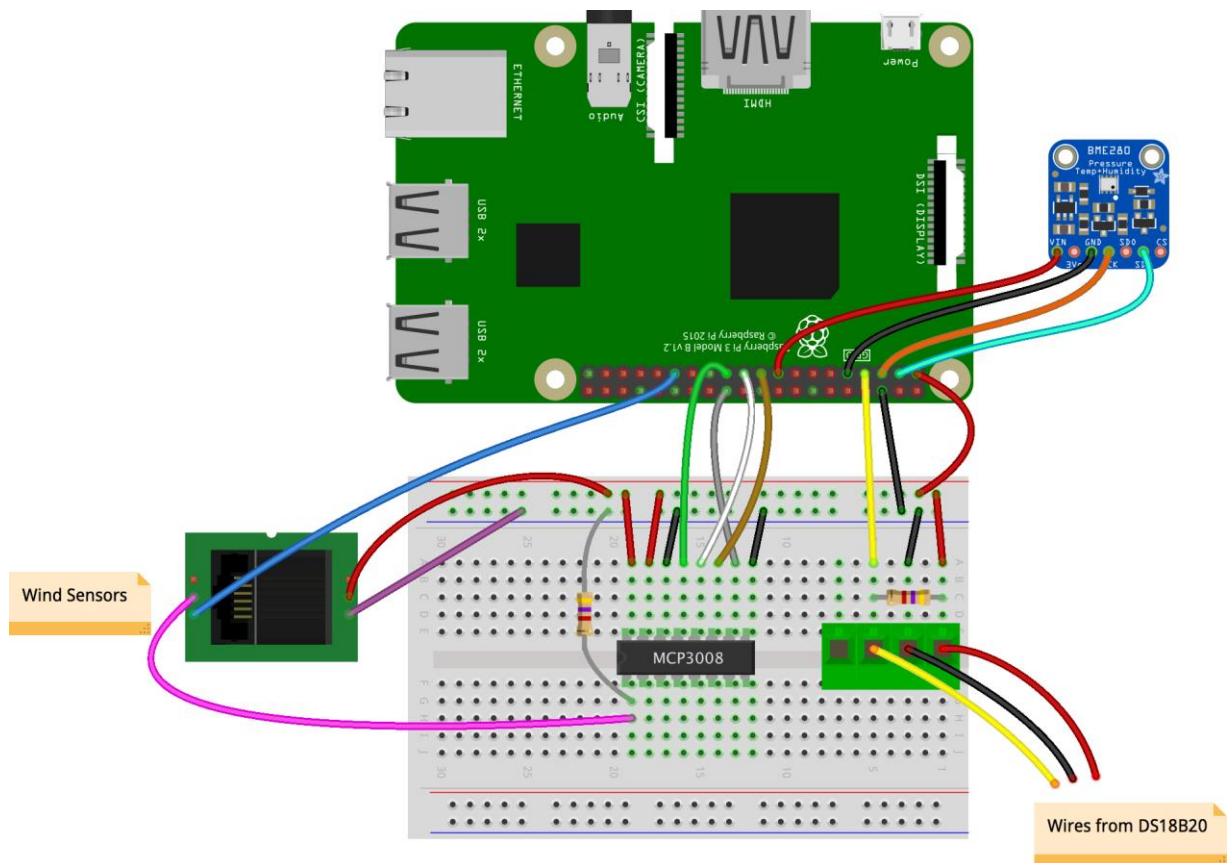 ETHERNET
Audio
CSI (CAMERA)
HDMI
Power
USB 2x
USB 2x
DSI (DISPLAY)
Raspberry Pi 3 Model B v1.2
© Raspberry Pi 2015
BME280
Pressure
Temp+Humidity
VIN GND SDO CS
Wind Sensors
30 25 20 15 10
A
B
C
D
E
MCP3008
F
G
H
I
J
30 25 20 15 10 5 1
A
B
C
D
H
I
J
5
Wires from DS18B20